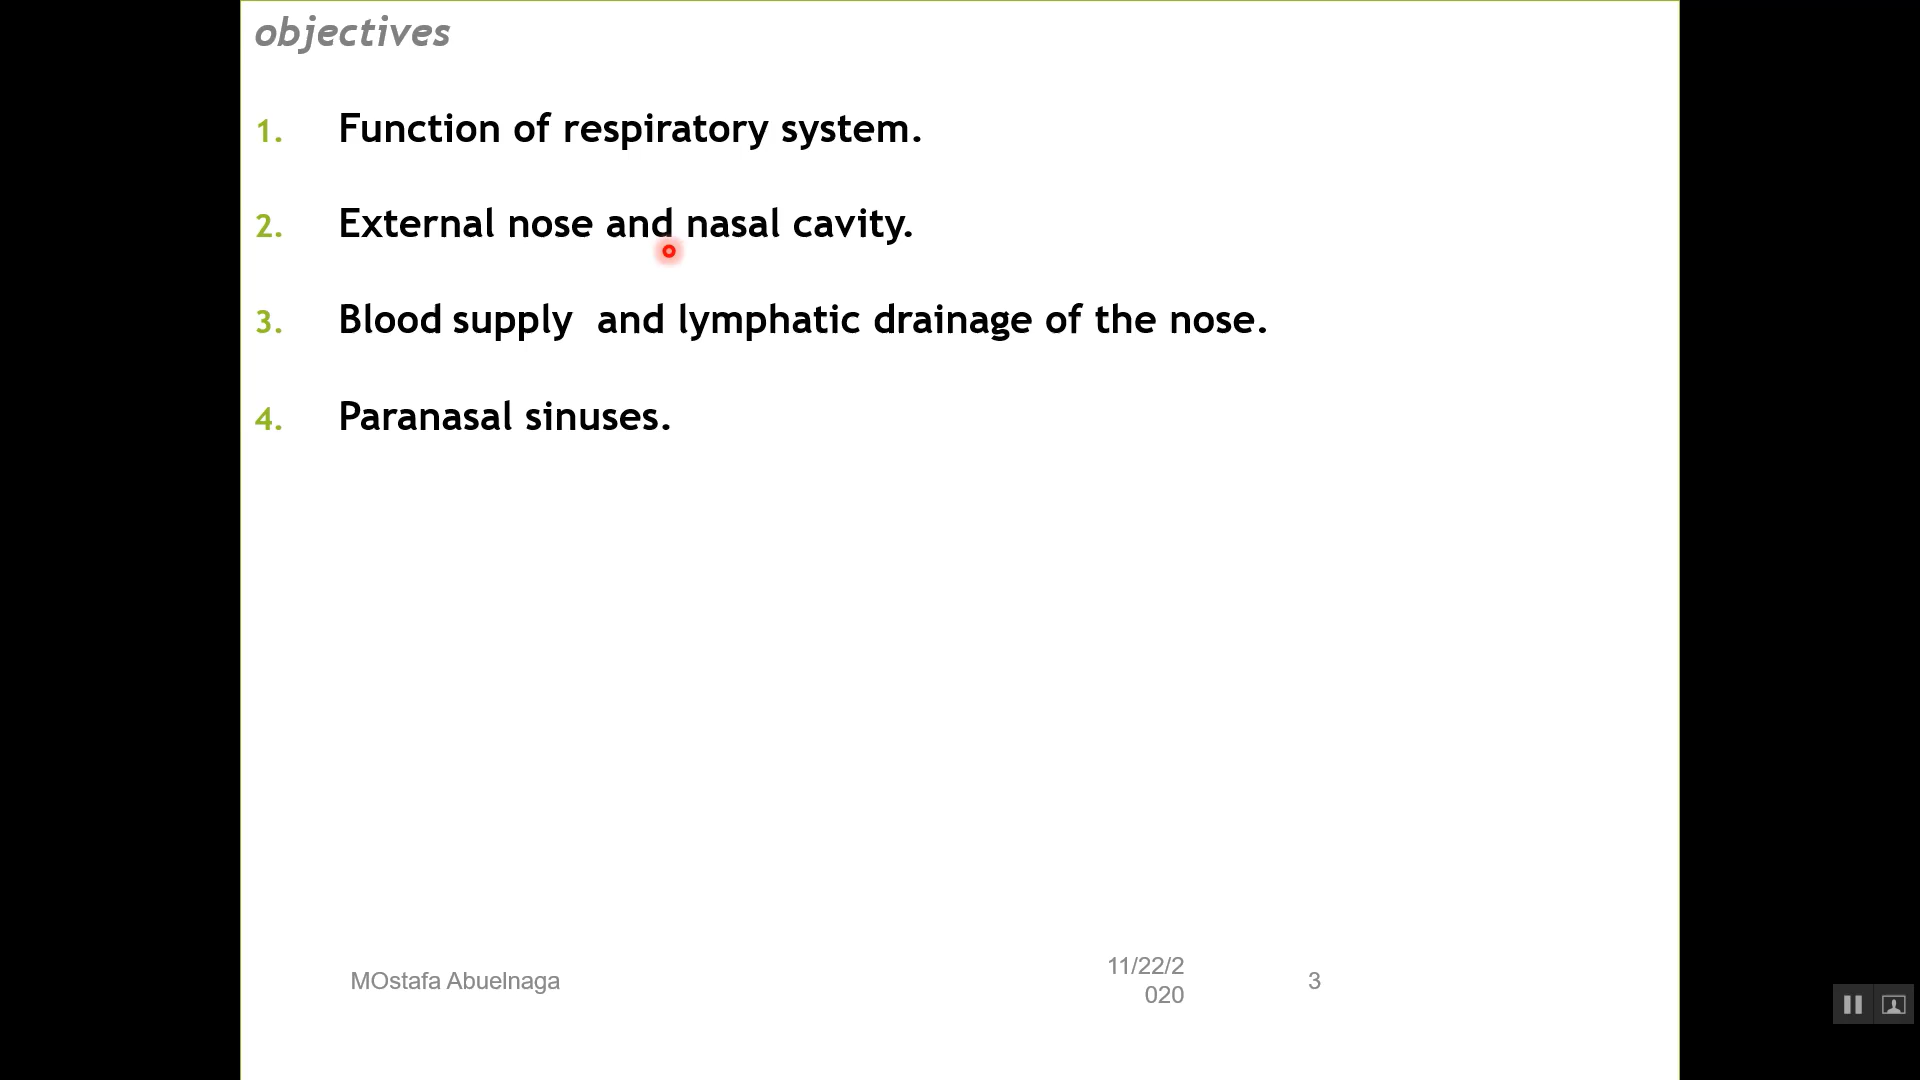 objectives
1. Function of respiratory system.
2. External nose and nasal cavity.
3. Blood supply  and lymphatic drainage of the nose.
4. Paranasal sinuses.
MOstafa Abuelnaga
11/22/2
020
3